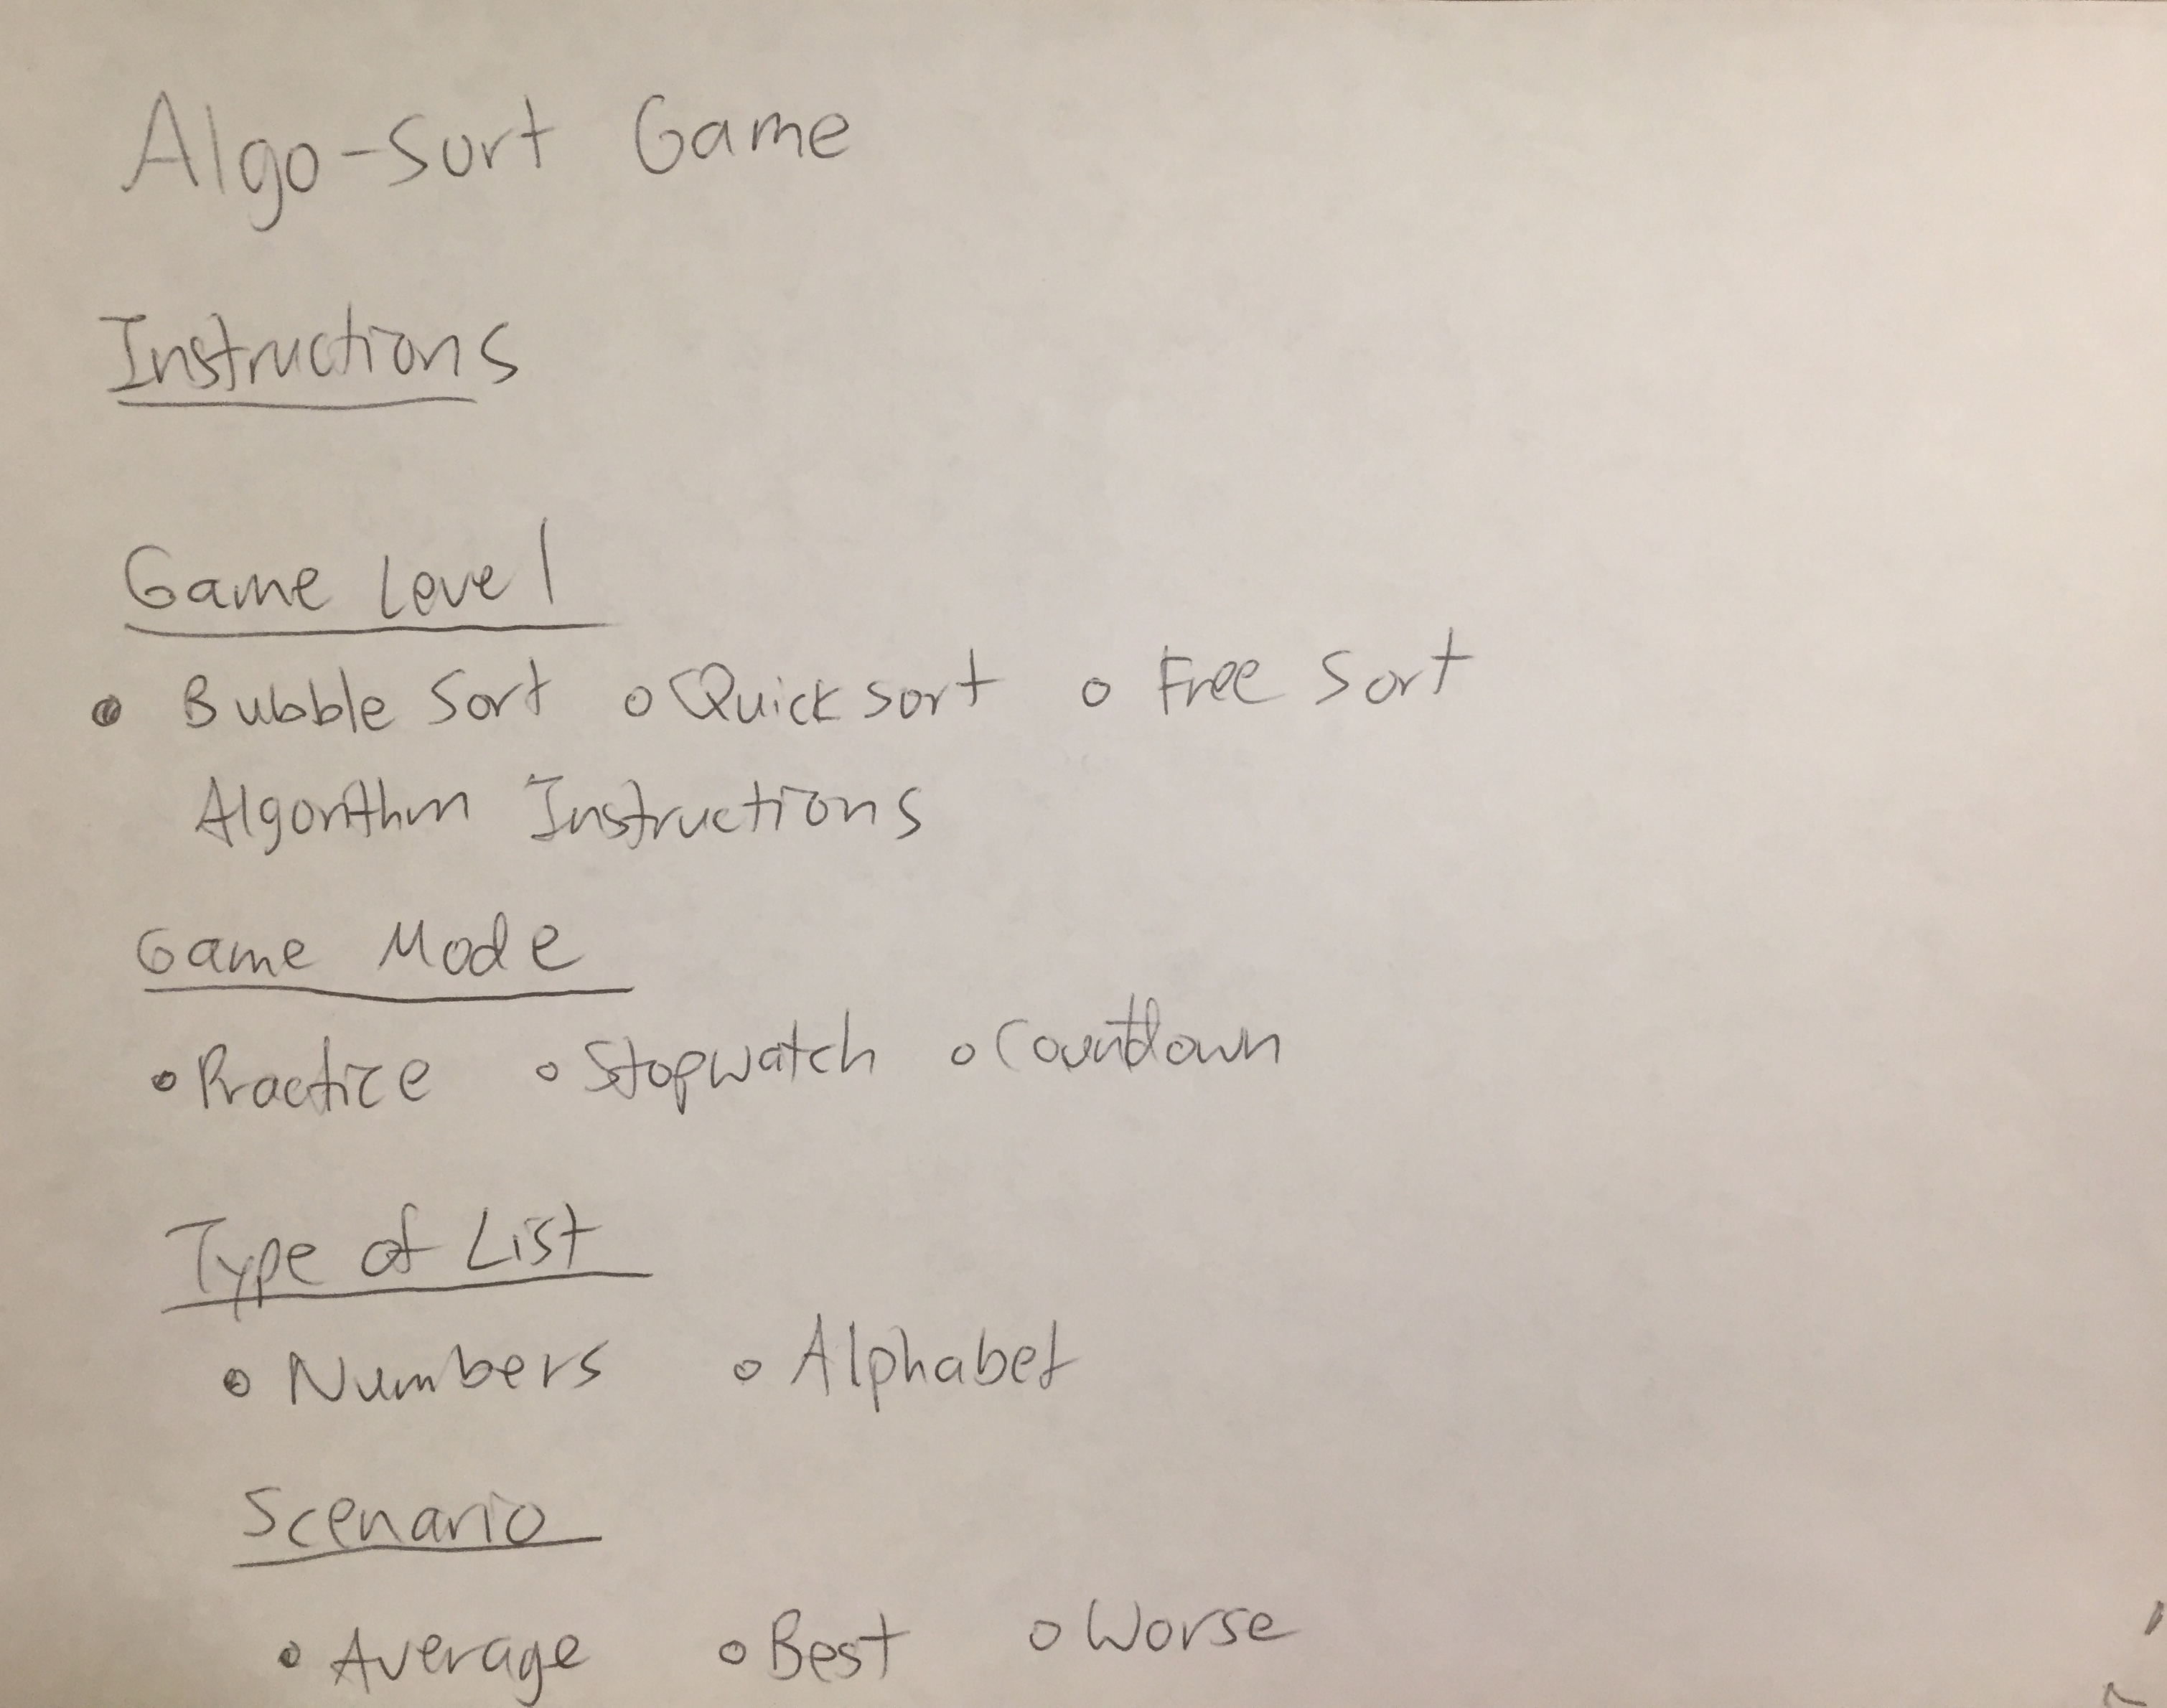 Algo-Sort Game
Instructions
Game Level
Bubble Sort Quick sort Free Sort
Algorithm Instructions
Game Mode
Practice Stopwatch Countdown
Type of List
Numbers Alphabet
Scenario
Average Best Worse